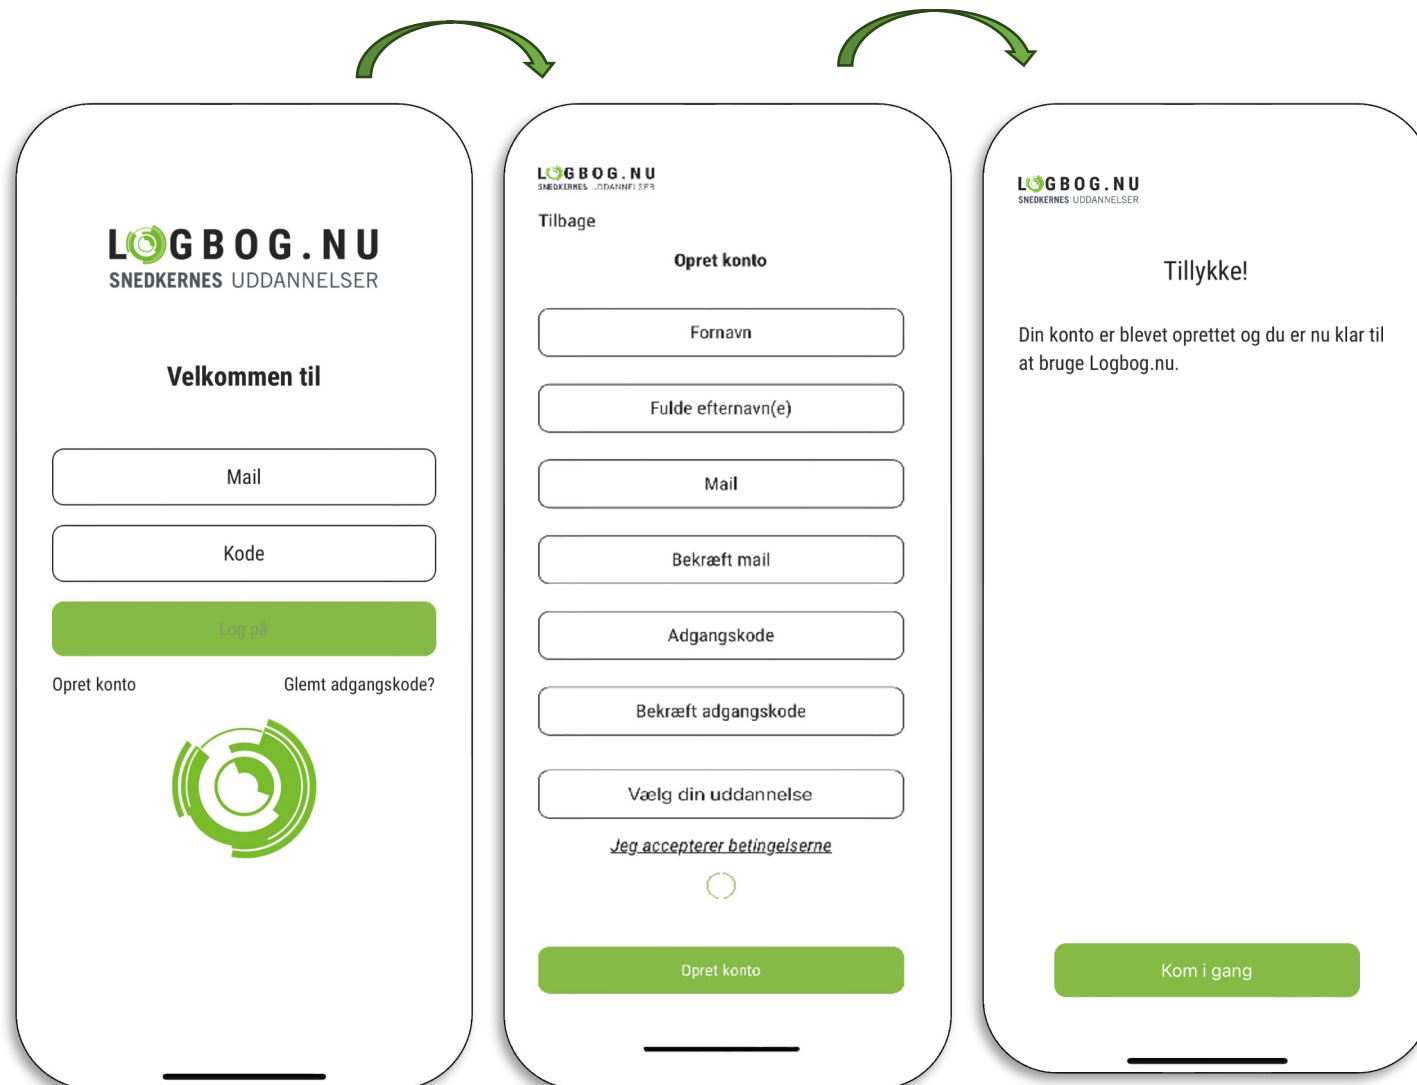 LOGBOG.NU
SNEDKERNES UDDANNELSER
Velkommen til
Mail
Kode
Log på
Opret konto
Glemt adgangskode?
LOGBOG.NU
SNEDKERNES UDDANNELSER
Tilbage
Opret konto
Fornavn
Fulde efternavn(e)
Mail
Bekræft mail
Adgangskode
Bekræft adgangskode
Vælg din uddannelse
Jeg accepterer betingelserne
Opret konto
LOGBOG.NU
SNEDKERNES UDDANNELSER
Tillykke!
Din konto er blevet oprettet og du er nu klar til
at bruge Logbog.nu.
Kom i gang